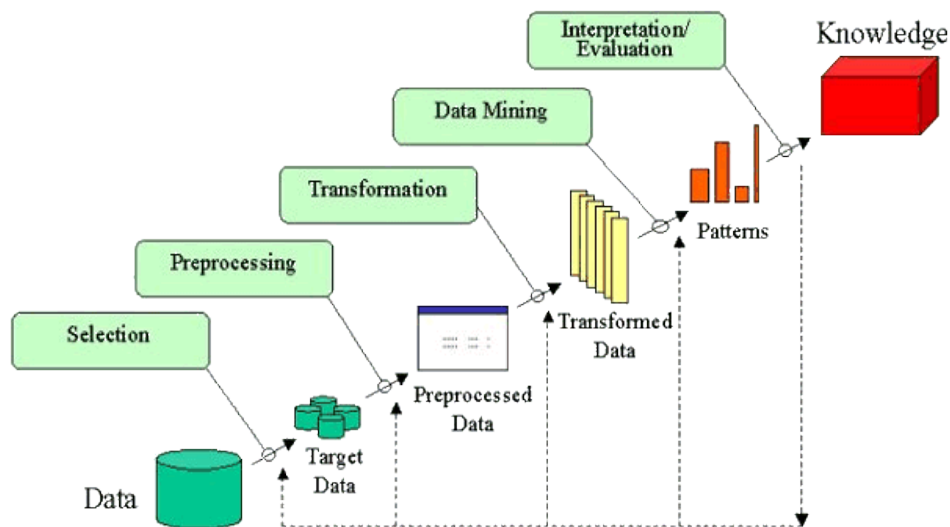 Interpretation/
Evaluation
Knowledge
Data Mining
Transformation
Patterns
Preprocessing
Transformed
Data
Selection
Preprocessed
Data
Target
Data
Data